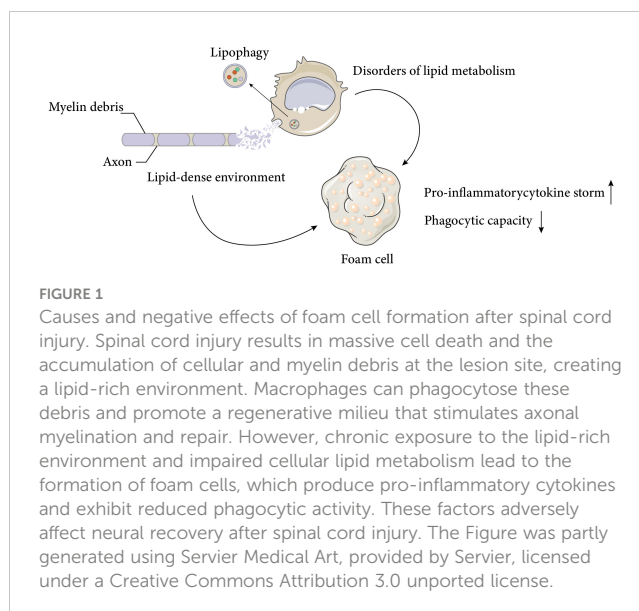 Lipophagy
Disorders of lipid metabolism
Myelin debris
Axon
Lipid-dense environment
Pro-inflammatorycytokine storm
Phagocytic capacity
Foam cell
FIGURE 1
Causes and negative effects of foam cell formation after spinal cord
injury. Spinal cord injury results in massive cell death and the
accumulation of cellular and myelin debris at the lesion site, creating
a lipid-rich environment. Macrophages can phagocytose these
debris and promote a regenerative milieu that stimulates axonal
myelination and repair. However, chronic exposure to the lipid-rich
environment and impaired cellular lipid metabolism lead to the
formation of foam cells, which produce pro-inflammatory cytokines
and exhibit reduced phagocytic activity. These factors adversely
affect neural recovery after spinal cord injury. The Figure was partly
generated using Servier Medical Art, provided by Servier, licensed
under a Creative Commons Attribution 3.0 unported license.